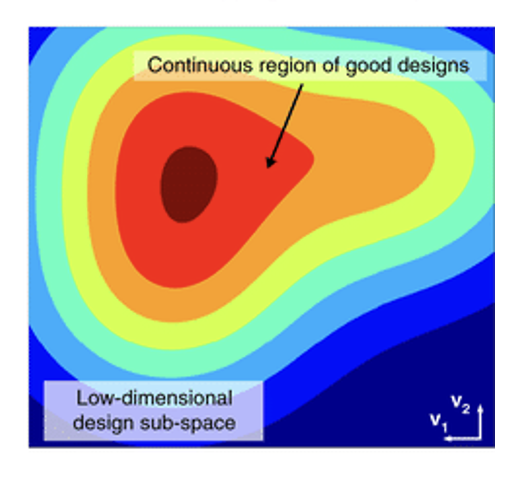 Continuous region of good designs
Low-dimensional
design sub-space
v2
v1